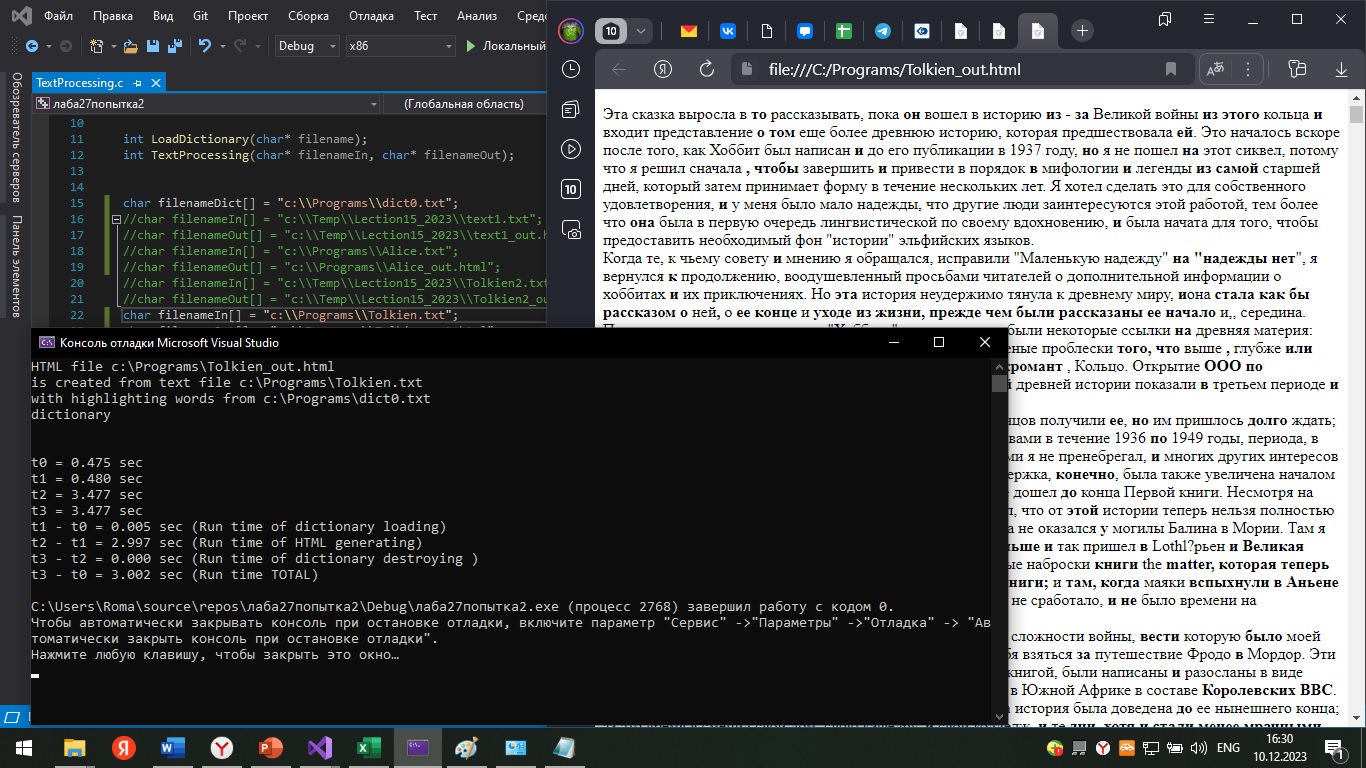 Файл Правка Вид Git Проект Сборка Отладка Тест Анализ Средс
Debug x86 Локальный
TextProcessing.c
лаба27попытка2 (Глобальная область)
Обозреватель серверов
Панель элементов
10
11 int LoadDictionary(char* filename);
12 int TextProcessing(char* filenameIn, char* filenameOut);
13
14
15 char filenameDict[] = "c:\\Programs\\dict0.txt";
16 //char filenameIn[] = "c:\\Temp\\Lection15_2023\\text1.txt";
17 //char filenameOut[] = "c:\\Temp\\Lection15_2023\\text1_out.h
18 //char filenameIn[] = "c:\\Programs\\Alice.txt";
19 //char filenameOut[] = "c:\\Programs\\Alice_out.html";
20 //char filenameIn[] = "c:\\Temp\\Lection15_2023\\Tolkien2.txt
21 //char filenameOut[] = "c:\\Temp\\Lection15_2023\\Tolkien2_ou
22 char filenameIn[] = "c:\\Programs\\Tolkien.txt";
10
file:///C:/Programs/Tolkien_out.html
10
Эта сказка выросла в то рассказывать, пока он вошел в историю из - за Великой войны из этого кольца и
входит представление о том еще более древнюю историю, которая предшествовала ей. Это началось вскоре
после того, как Хоббит был написан и до его публикации в 1937 году, но я не пошел на этот сиквел, потому
что я решил сначала , чтобы завершить и привести в порядок в мифологии и легенды из самой старшей
дней, который затем принимает форму в течение нескольких лет. Я хотел сделать это для собственного
удовлетворения, и у меня было мало надежды, что другие люди заинтересуются этой работой, тем более
что она была в первую очередь лингвистической по своему вдохновению, и была начата для того, чтобы
предоставить необходимый фон "истории" эльфийских языков.
Когда те, к чьему совету и мнению я обращался, исправили "Маленькую надежду" на "надежды нет", я
вернулся к продолжению, воодушевленный просьбами читателей о дополнительной информации о
хоббитах и их приключениях. Но эта история неудержимо тянула к древнему миру, иона стала как бы
рассказом о ней, о ее конце и уходе из жизни, прежде чем были рассказаны ее начало и,, середина.
были некоторые ссылки на древняя материя:
еные проблески того, что выше , глубже или
кромант , Кольцо. Открытие ООО по
й древней истории показали в третьем периоде и
нцов получили ее, но им пришлось долго ждать;
вами в течение 1936 по 1949 годы, периода, в
ми я не пренебрегал, и многих других интересов
ержка, конечно, была также увеличена началом
е дошел до конца Первой книги. Несмотря на
л, что от этой истории теперь нельзя полностью
а не оказался у могилы Балина в Мории. Там я
ньше и так пришел в Lothl?рьен и Великая
ые наброски книги the matter, которая теперь
ниги; и там, когда маяки вспыхнули в Аньене
не сработало, и не было времени на
сложности войны, вести которую было моей
бя взяться за путешествие Фродо в Мордор. Эти
книгой, были написаны и разосланы в виде
в Южной Африке в составе Королевских ВВС.
а история была доведена до ее нынешнего конца;
Консоль отладки Microsoft Visual Studio
HTML file c:\Programs\Tolkien_out.html
is created from text file c:\Programs\Tolkien.txt
with highlighting words from c:\Programs\dict0.txt
dictionary
t0 = 0.475 sec
t1 = 0.480 sec
t2 = 3.477 sec
t3 = 3.477 sec
t1 - t0 = 0.005 sec (Run time of dictionary loading)
t2 - t1 = 2.997 sec (Run time of HTML generating)
t3 - t2 = 0.000 sec (Run time of dictionary destroying )
t3 - t0 = 3.002 sec (Run time TOTAL)
C:\Users\Roma\source\repos\лаба27попытка2\Debug\лаба27попытка2.exe (процесс 2768) завершил работу с кодом 0.
Чтобы автоматически закрывать консоль при остановке отладки, включите параметр "Сервис" ->"Параметры" ->"Отладка" -> "Ав
томатически закрыть консоль при остановке отладки".
Нажмите любую клавишу, чтобы закрыть это окно…
ENG
16:30
10.12.2023
1